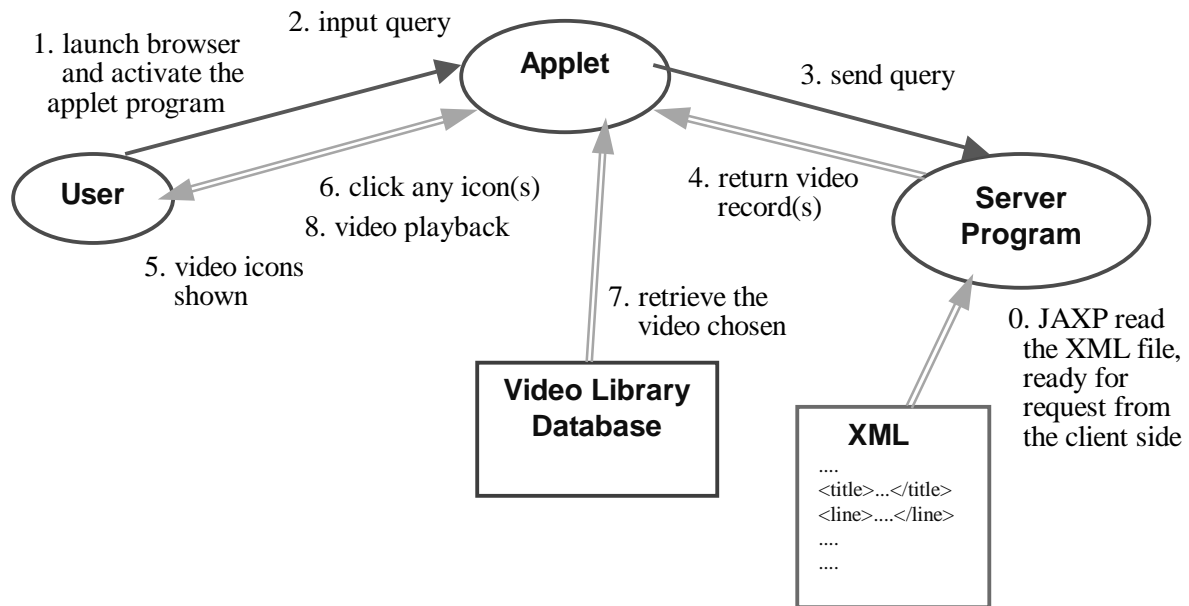 1. launch browser
and activate the
applet program
2. input query
Applet
3. send query
User
6. click any icon(s)
8. video playback
4. return video
record(s)
Server
Program
5. video icons
shown
7. retrieve the
video chosen
0. JAXP read
the XML file,
ready for
request from
the client side
Video Library
Database
XML
....
<title>...</title>
<line>....</line>
....
....